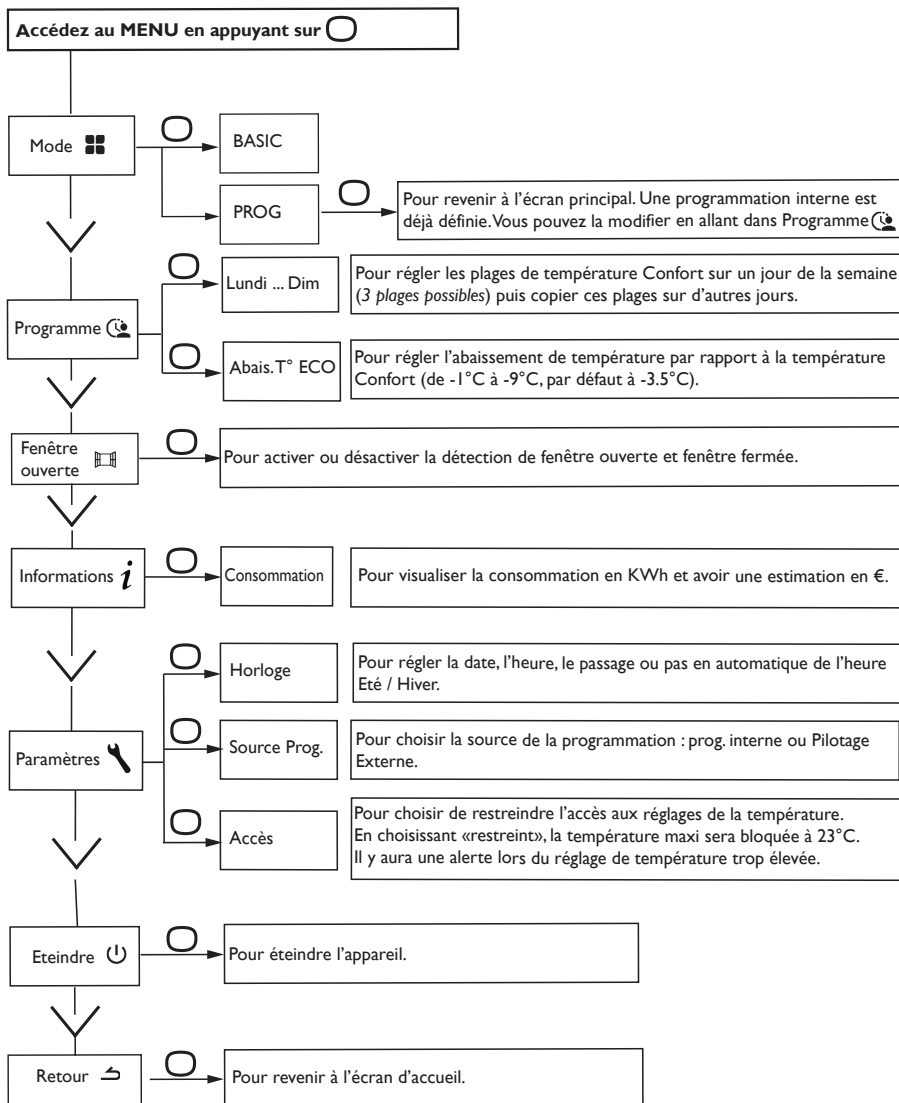 Accédez au MENU en appuyant sur
Mode
BASIC
PROG
Pour revenir à l'écran principal. Une programmation interne est
déjà définie. Vous pouvez la modifier en allant dans Programme
Programme
Lundi ... Dim
Pour régler les plages de température Confort sur un jour de la semaine
(3 plages possibles) puis copier ces plages sur d'autres jours.
Abais. T° ECO
Pour régler l'abaissement de température par rapport à la température
Confort (de -1°C à -9°C, par défaut à -3.5°C).
Fenêtre
ouverte
Pour activer ou désactiver la détection de fenêtre ouverte et fenêtre fermée.
Informations i
Consommation
Pour visualiser la consommation en KWh et avoir une estimation en €.
Paramètres
Horloge
Pour régler la date, l'heure, le passage ou pas en automatique de l'heure
Eté / Hiver.
Source Prog.
Pour choisir la source de la programmation : prog. interne ou Pilotage
Externe.
Accès
Pour choisir de restreindre l'accès aux réglages de la température.
En choisissant «restreint», la température maxi sera bloquée à 23°C.
Il y aura une alerte lors du réglage de température trop élevée.
Eteindre
Pour éteindre l'appareil.
Retour
Pour revenir à l'écran d'accueil.